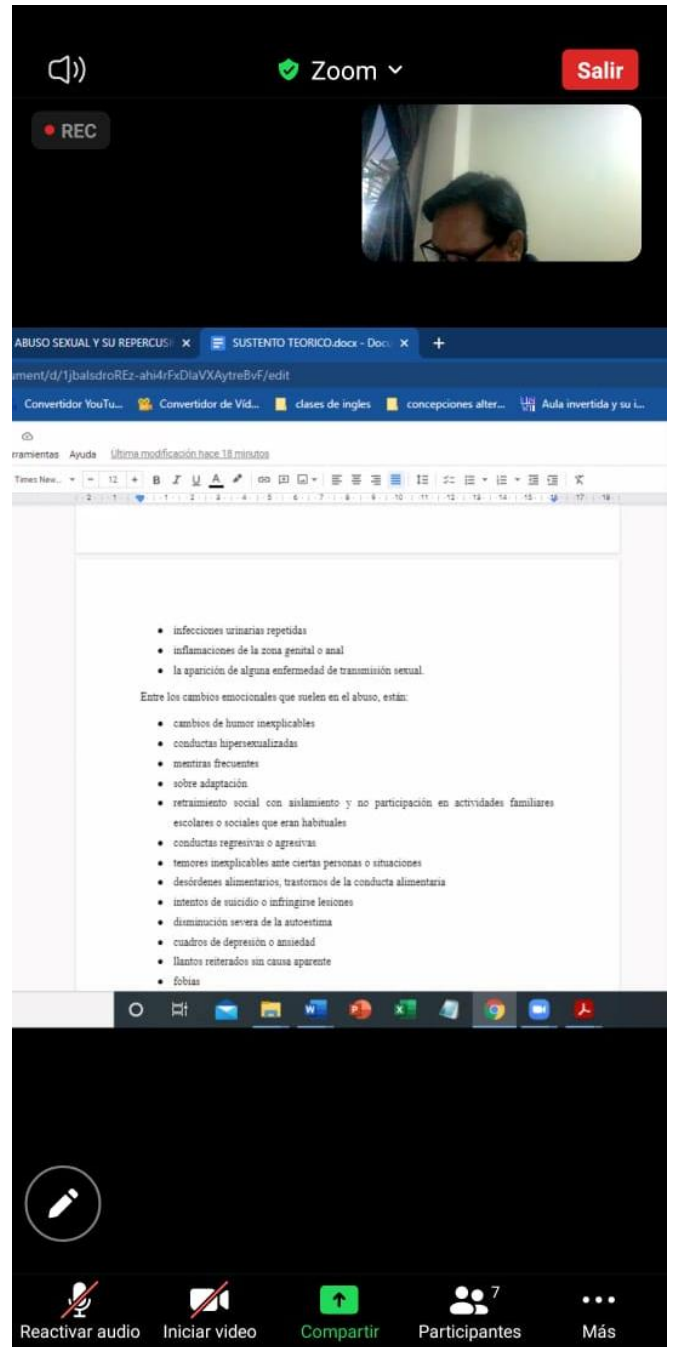 Zoom
Salir
REC
ABUSO SEXUAL Y SU REPERCUSI
SUSTENTO TEORICO.docx - Docu
ument/d/1jbalsdroREz-ahi4rFxDlaVXAytreBvF/edit
Convertidor YouTu... Convertidor de Víd... clases de ingles concepciones alter... Aula invertida y su i...
rramientas Ayuda Última modificación hace 18 minutos
Times New... 12 B I U A
• infecciones urinarias repetidas
• inflamaciones de la zona genital o anal
• la aparición de alguna enfermedad de transmisión sexual.
Entre los cambios emocionales que suelen en el abuso, están:
• cambios de humor inexplicables
• conductas hipersexualizadas
• mentiras frecuentes
• sobre adaptación.
• retraimiento social con aislamiento y no participación en actividades familiares
escolares o sociales que eran habituales
• conductas regresivas o agresivas.
• temores inexplicables ante ciertas personas o situaciones
• desórdenes alimentarios, trastornos de la conducta alimentaria
• intentos de suicidio o infringirse lesiones
• disminución severa de la autoestima
• cuadros de depresión o ansiedad
• llantos reiterados sin causa aparente
• fobias
7
Reactivar audio Iniciar video Compartir Participantes Más